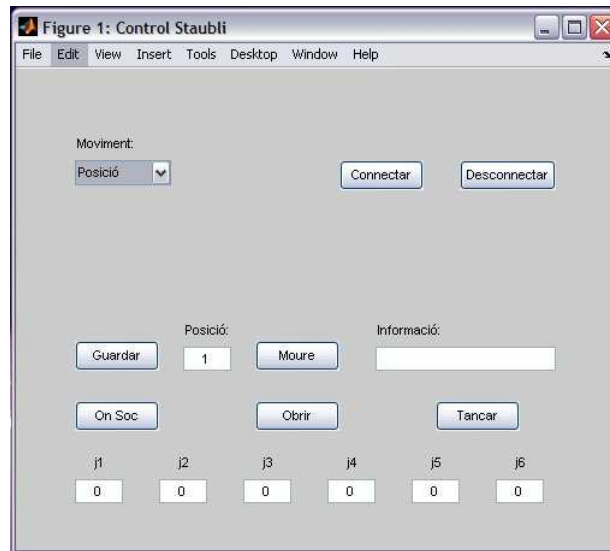 Figure 1: Control Staubli
File Edit View Insert Tools Desktop Window Help
Moviment:
Posició
Connectar Desconnectar
Posició: Informació:
Guardar 1 Moure
On Soc Obrir Tancar
j1 j2 j3 j4 j5 j6
0 0 0 0 0 0